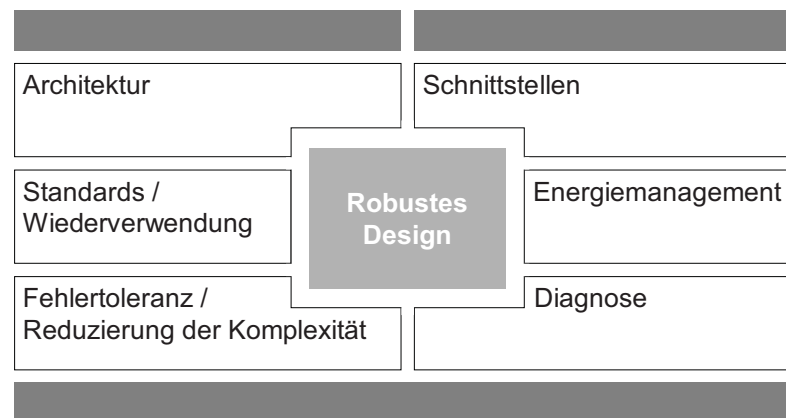 Architektur
Schnittstellen
Standards /
Wiederverwendung
Robustes
Design
Energiemanagement
Fehlertoleranz /
Reduzierung der Komplexität
Diagnose